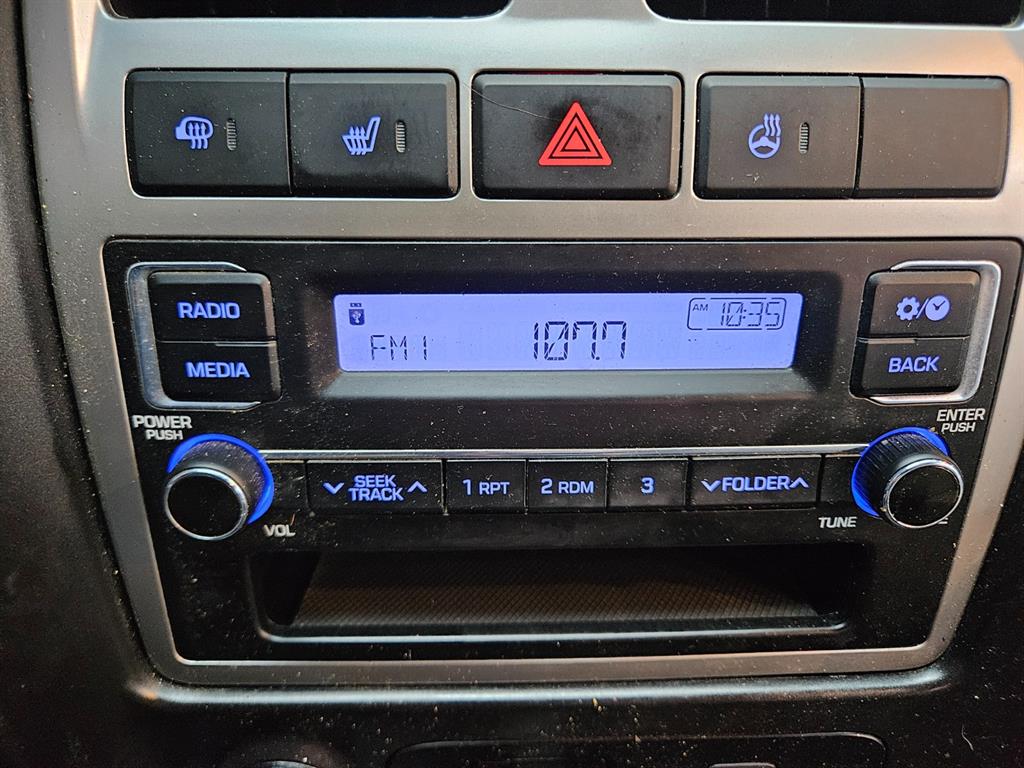 RADIO
MEDIA
AM 10:35
FM1 107.7
BACK
POWER
PUSH
ENTER
PUSH
SEEK
TRACK
1 RPT
2 RDM
3
FOLDER
VOL
TUNE